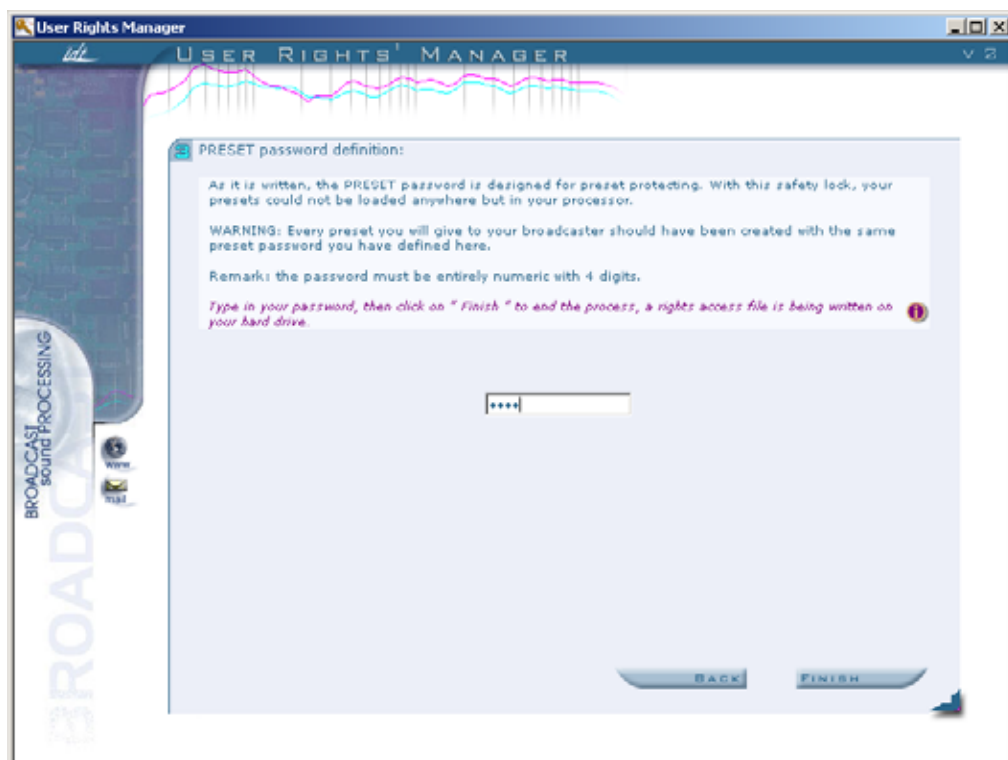 User Rights Manager
idt
USER RIGHTS' MANAGER
V 2
PRESET password definition:
As it is written, the PRESET password is designed for preset protecting. With this safety lock, your
presets could not be loaded anywhere but in your processor.
WARNING: Every preset you will give to your broadcaster should have been created with the same
preset password you have defined here.
Remark: the password must be entirely numeric with 4 digits.
Type in your password, then click on " Finish " to end the process, a rights access file is being written on
your hard drive.
****
BROADCAST
sound PROCESSING
www
mail
BROADCAST
BACK
FINISH